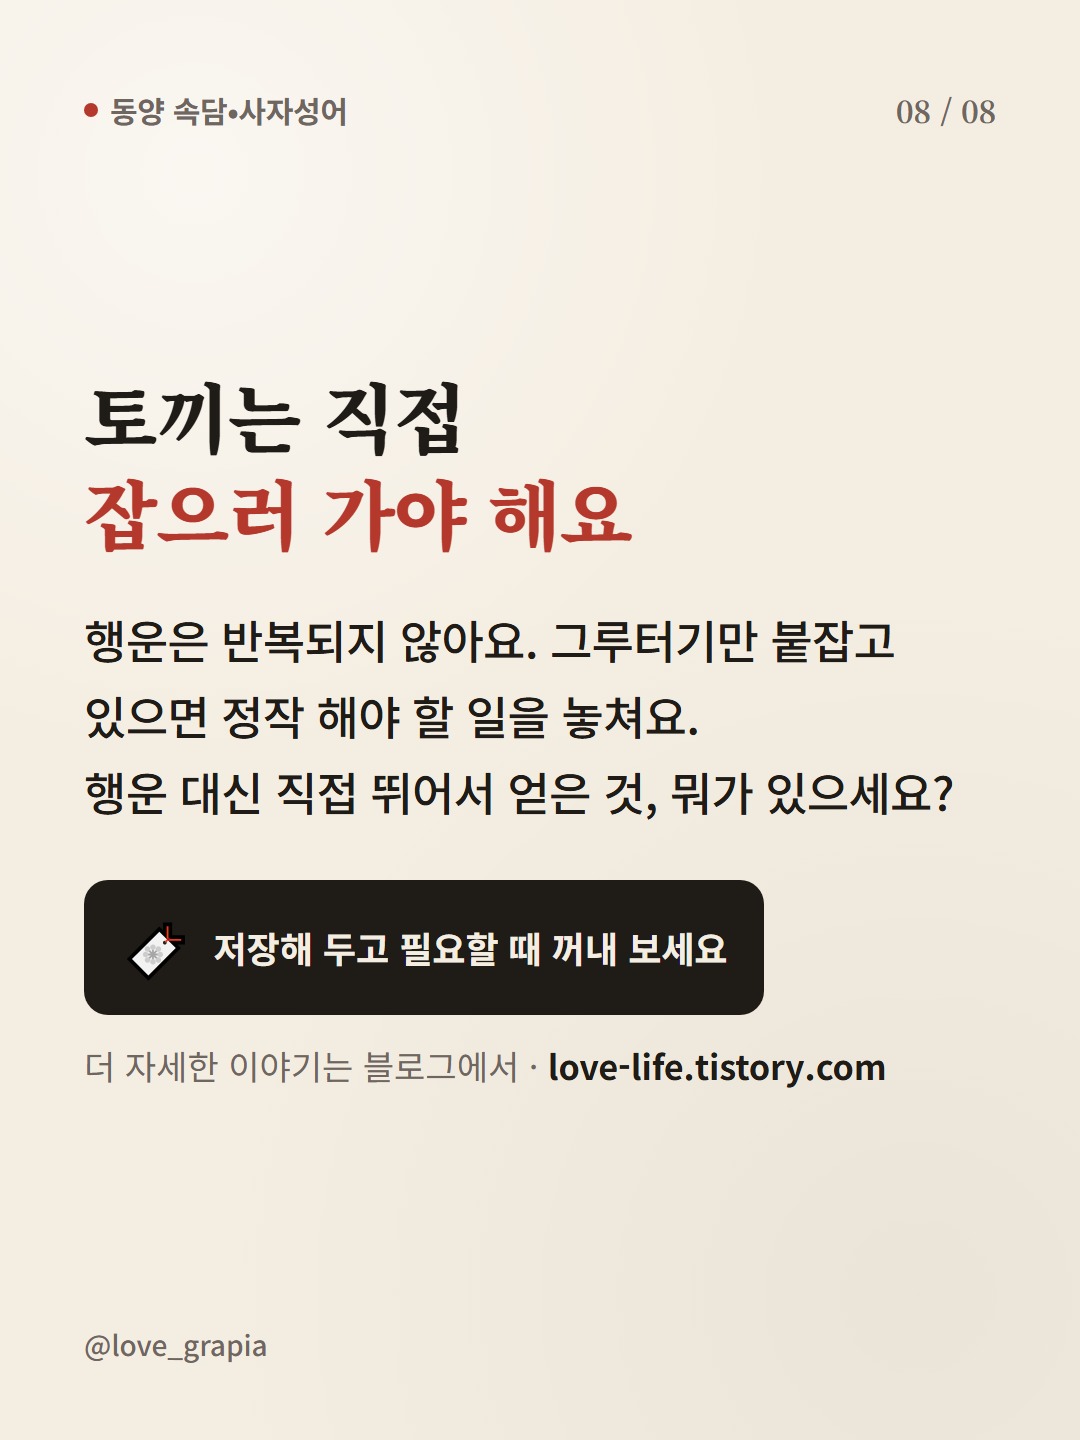 동양 속담•사자성어
08 / 08
토끼는 직접
잡으러 가야 해요
행운은 반복되지 않아요. 그루터기만 붙잡고
있으면 정작 해야 할 일을 놓쳐요.
행운 대신 직접 뛰어서 얻은 것, 뭐가 있으세요?
저장해 두고 필요할 때 꺼내 보세요
더 자세한 이야기는 블로그에서 · love-life.tistory.com
@love_grapia